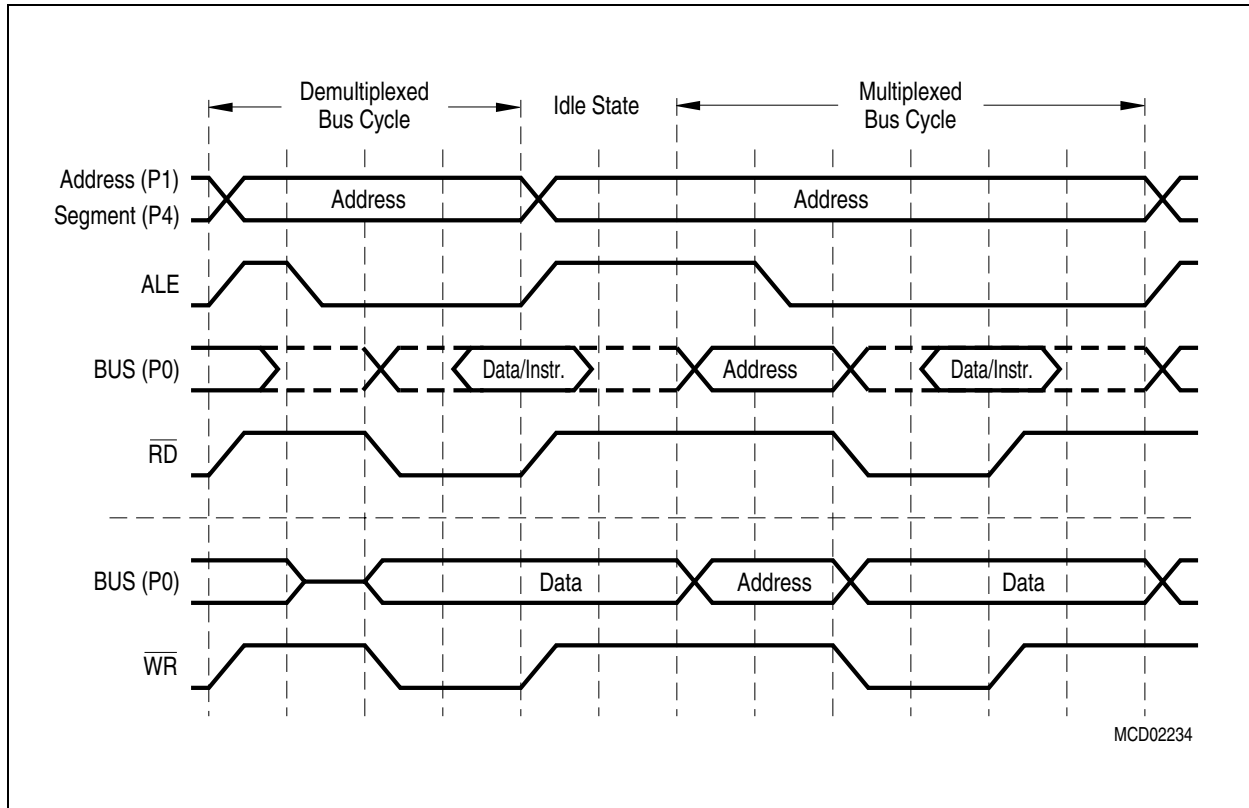 Demultiplexed
Bus Cycle
Idle State
Multiplexed
Bus Cycle
Address (P1)
Segment (P4)
Address
Address
ALE
BUS (P0)
Data/Instr.
Address
Data/Instr.
RD
BUS (P0)
Data
Address
Data
WR
MCD02234